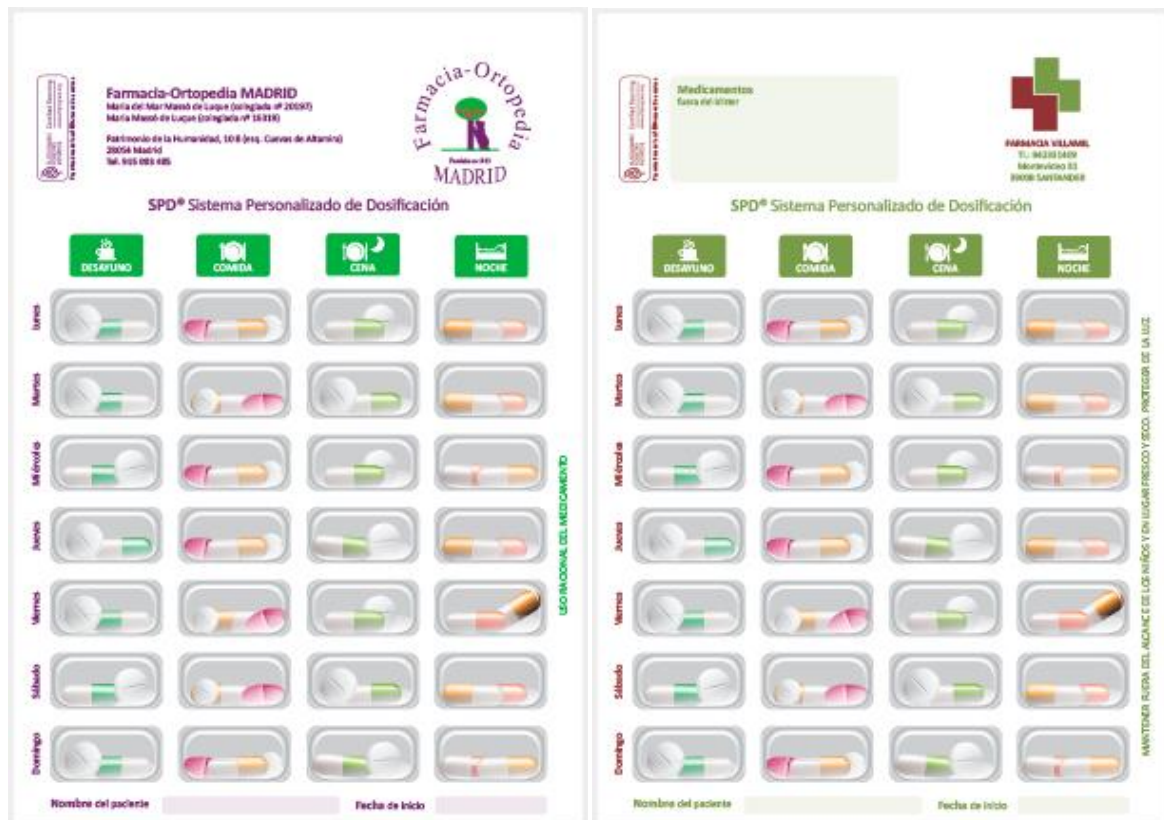 Farmacia-Ortopedia MADRID
María del Mar Massó de Luque (colegiada nº 20197)
María Massó de Luque (colegiada nº 16318)
Patrimonio de la Humanidad, 10 B (esq. Cuevas de Altamira)
28054 Madrid
Farmacia-Ortopedia
MADRID
SPD® Sistema Personalizado de Dosificación
DESAYUNO
COMIDA
CENA
NOCHE
Lunes
Martes
Miércoles
Jueves
Viernes
Sábado
Domingo
USO RACIONAL DEL MEDICAMENTO
Nombre del paciente
Fecha de inicio
Medicamentos
fuera del blíster
FARMACIA VILLAMIL
Montevideo
SANTANDER
SPD® Sistema Personalizado de Dosificación
DESAYUNO
COMIDA
CENA
NOCHE
Lunes
Martes
Miércoles
Jueves
Viernes
Sábado
Domingo
MANTENER FUERA DEL ALCANCE DE LOS NIÑOS Y EN LUGAR FRESCO Y SECO. PROTEGER DE LA LUZ
Nombre del paciente
Fecha de inicio